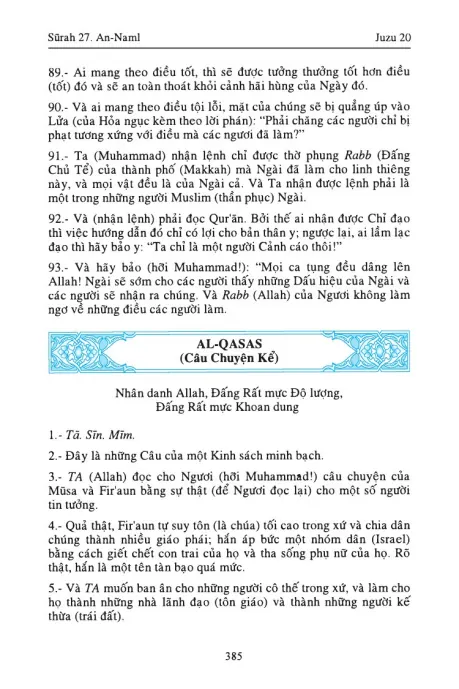 Sūrah 27. An-Naml Juzu 20
89.- Ai mang theo điều tốt, thì sẽ được tưởng thưởng tốt hơn điều
(tốt) đó và sẽ an toàn thoát khỏi cảnh hãi hùng của Ngày đó.
90.- Và ai mang theo điều tội lỗi, mặt của chúng sẽ bị quẳng úp vào
Lửa (của Hỏa ngục kèm theo lời phán): “Phải chăng các người chỉ bị
phạt tương xứng với điều mà các ngươi đã làm?”
91.- Ta (Muhammad) nhận lệnh chỉ được thờ phụng Rabb (Đấng
Chủ Tể) của thành phố (Makkah) mà Ngài đã làm cho linh thiêng
này, và mọi vật đều là của Ngài cả. Và Ta nhận được lệnh phải là
một trong những người Muslim (thần phục) Ngài.
92.- Và (nhận lệnh) phải đọc Qur'ān. Bởi thế ai nhận được Chỉ đạo
thì việc hướng dẫn đó chỉ có lợi cho bản thân y; ngược lại, ai lầm lạc
đạo thì hãy bảo y: “Ta chỉ là một người Cảnh cáo thôi!”
93.- Và hãy bảo (hỡi Muhammad!): “Mọi ca tụng đều dâng lên
Allah! Ngài sẽ sớm cho các người thấy những Dấu hiệu của Ngài và
các người sẽ nhận ra chúng. Và Rabb (Allah) của Ngươi không làm
ngơ về những điều các người làm.
AL-QASAS
(Câu Chuyện Kể)
Nhân danh Allah, Đấng Rất mực Độ lượng,
Đấng Rất mực Khoan dung
1.- Tā. Sīn. Mīm.
2.- Đây là những Câu của một Kinh sách minh bạch.
3.- TA (Allah) đọc cho Ngươi (hỡi Muhammad!) câu chuyện của
Mūsa và Fir'aun bằng sự thật (để Ngươi đọc lại) cho một số người
tin tưởng.
4.- Quả thật, Fir'aun tự suy tôn (là chúa) tối cao trong xứ và chia dân
chúng thành nhiều giáo phái; hắn áp bức một nhóm dân (Israel)
bằng cách giết chết con trai của họ và tha sống phụ nữ của họ. Rõ
thật, hắn là một tên tàn bạo quá mức.
5.- Và TA muốn ban ân cho những người cô thế trong xứ, và làm cho
họ thành những nhà lãnh đạo (tôn giáo) và thành những người kế
thừa (trái đất).
385